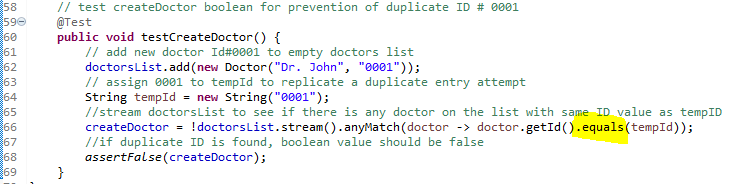 58 // test createDoctor boolean for prevention of duplicate ID # 0001
59 @Test
60 public void testCreateDoctor() {
61 // add new doctor Id#0001 to empty doctors list
62 doctorsList.add(new Doctor("Dr. John", "0001"));
63 // assign 0001 to tempId to replicate a duplicate entry attempt
64 String tempId = new String("0001");
65 //stream doctorsList to see if there is any doctor on the list with same ID value as tempID
66 createDoctor = !doctorsList.stream().anyMatch(doctor -> doctor.getId().equals(tempId));
67 //if duplicate ID is found, boolean value should be false
68 assertFalse(createDoctor);
69 }